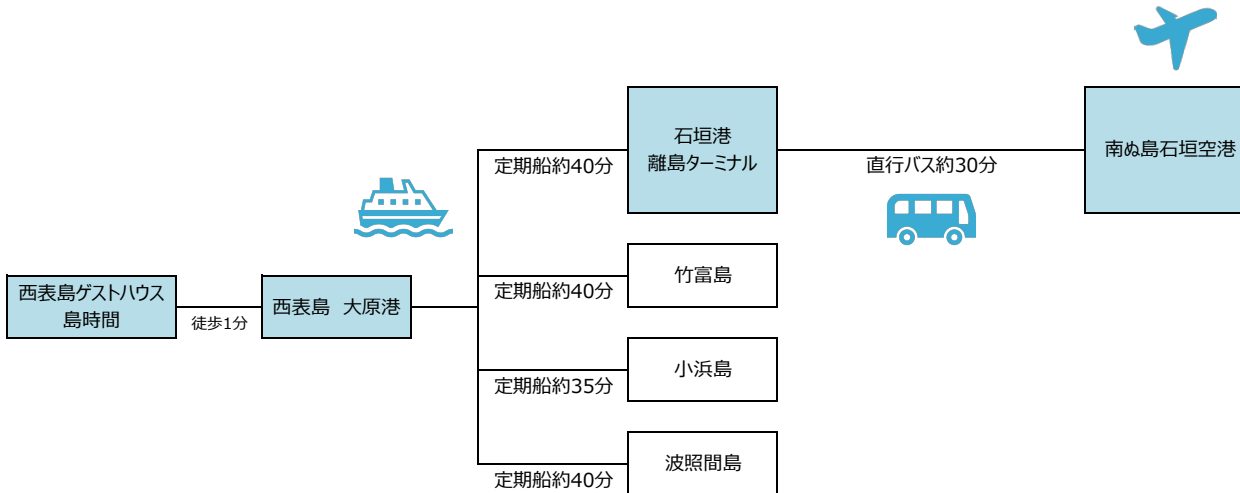 石垣港
離島ターミナル
南ぬ島石垣空港
定期船約40分
直行バス約30分
竹富島
定期船約40分
西表島ゲストハウス
島時間
徒歩1分
西表島　大原港
小浜島
定期船約35分
波照間島
定期船約40分